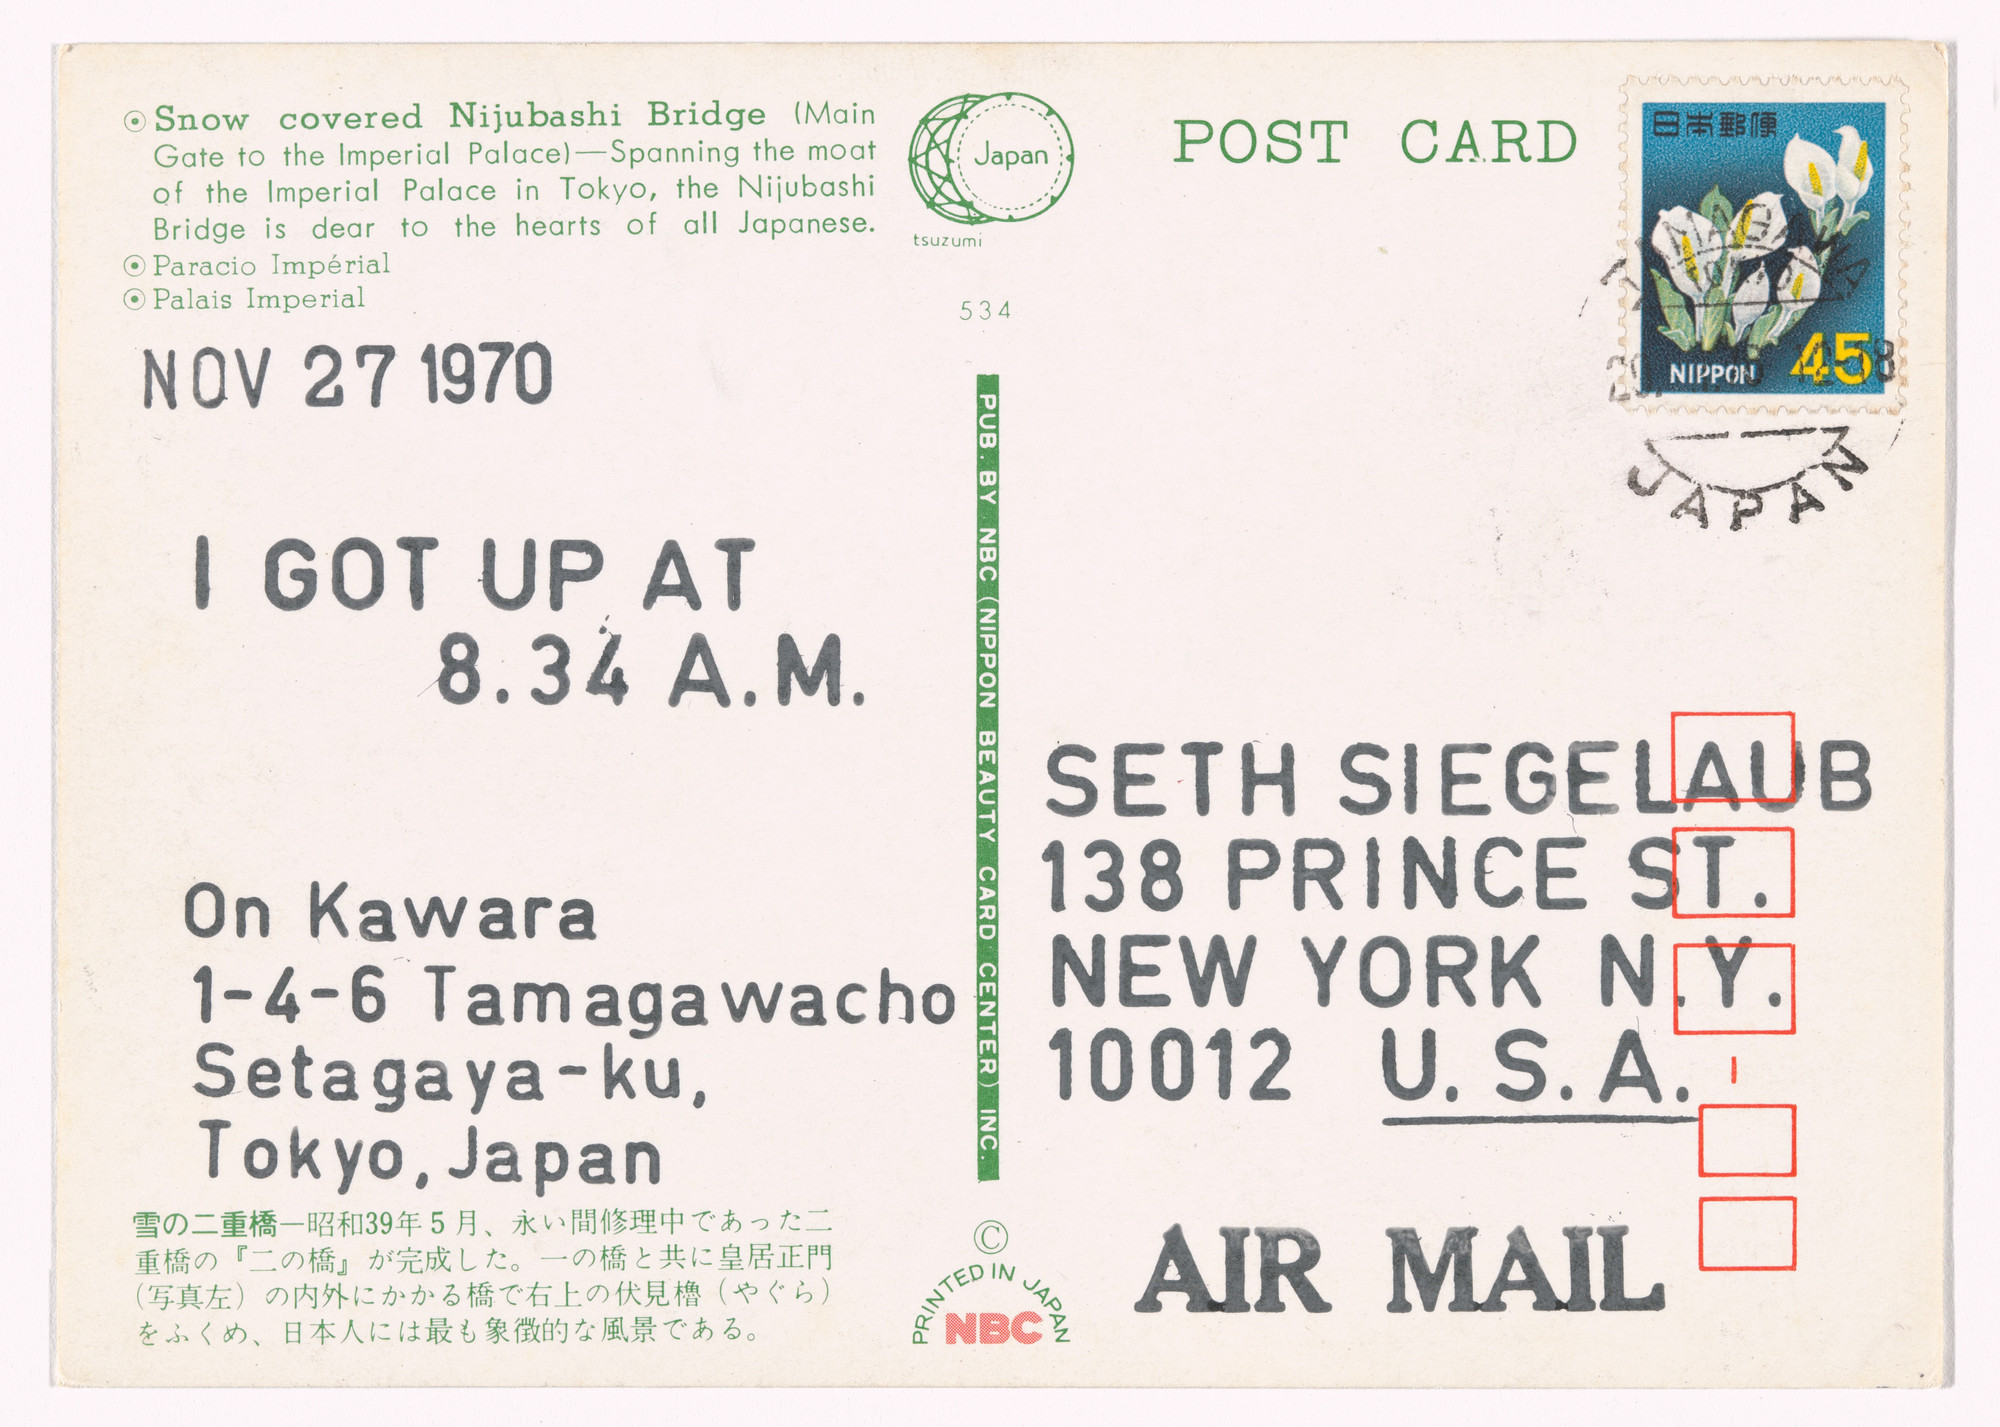 Snow covered Nijubashi Bridge (Main
Gate to the Imperial Palace)—Spanning the moat
of the Imperial Palace in Tokyo, the Nijubashi
Bridge is dear to the hearts of all Japanese.
Paracio Impérial
Palais Imperial
Japan
tsuzumi
534
POST CARD
日本郵便
NIPPON 45
TAMAGAWA
JAPAN
NOV 27 1970
I GOT UP AT
8.34 A.M.
On Kawara
1-4-6 Tamagawacho
Setagaya-ku,
Tokyo, Japan
PUB. BY NBC (NIPPON BEAUTY CARD CENTER) INC.
SETH SIEGELAUB
138 PRINCE ST.
NEW YORK N.Y.
10012 U.S.A.
AIR MAIL
雪の二重橋—昭和39年5月、永い間修理中であった二
重橋の『二の橋』が完成した。一の橋と共に皇居正門
(写真左)の内外にかかる橋で右上の伏見櫓(やぐら)
をふくめ、日本人には最も象徴的な風景である。
©
PRINTED IN JAPAN
NBC